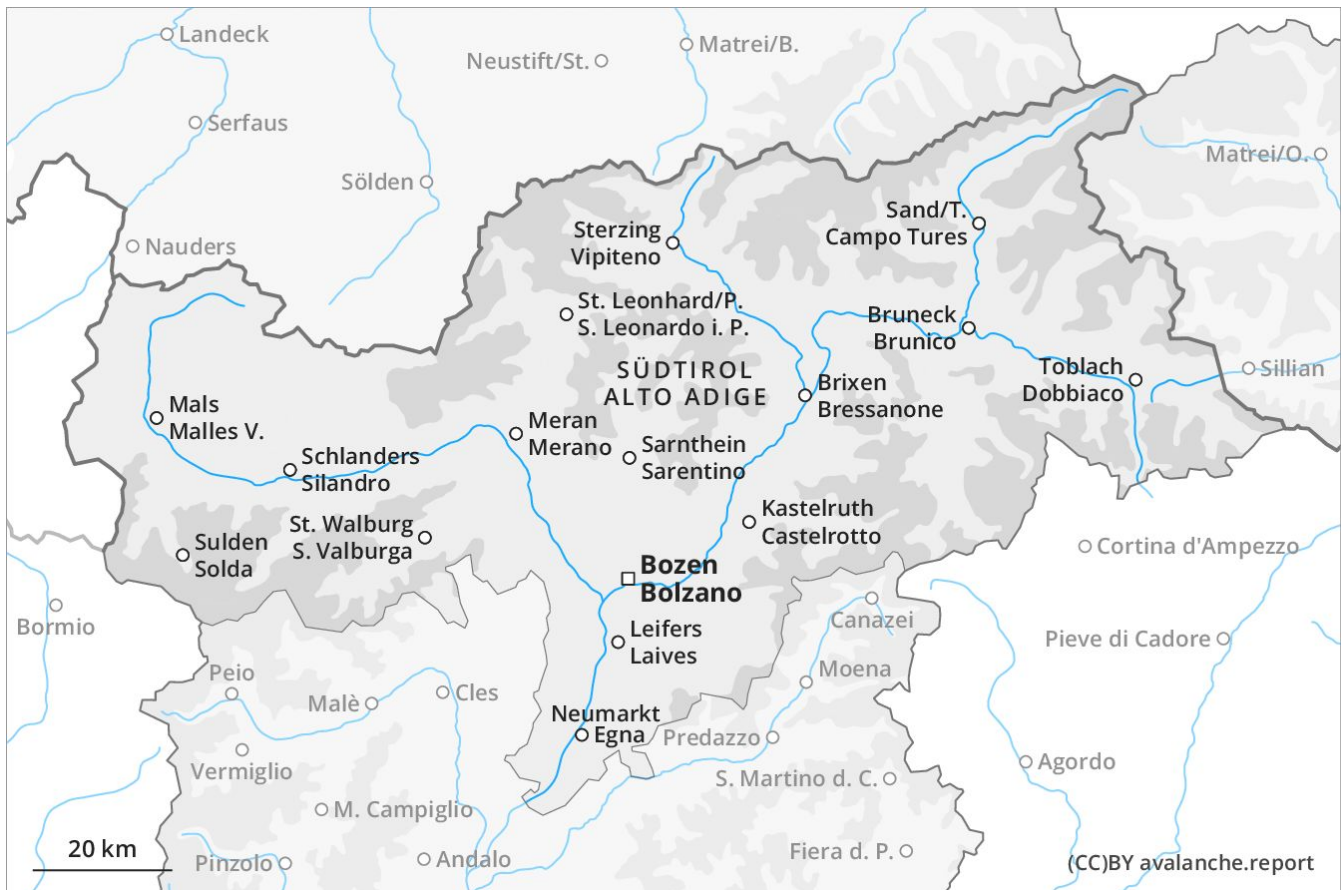 Landeck
Neustift/St.
Matrei/B.
Serfaus
Matrei/O.
Sölden
Sand/T.
Campo Tures
Sterzing
Vipiteno
Nauders
St. Leonhard/P.
S. Leonardo i. P.
Bruneck
Brunico
SÜDTIROL
ALTO ADIGE
Toblach
Dobbiaco
Sillian
Brixen
Bressanone
Mals
Malles V.
Meran
Merano
Sarnthein
Sarentino
Schlanders
Silandro
St. Walburg
S. Valburga
Kastelruth
Castelrotto
Sulden
Solda
Cortina d'Ampezzo
Bozen
Bolzano
Bormio
Canazei
Leifers
Laives
Pieve di Cadore
Peio
Moena
Malè
Cles
Neumarkt
Egna
Predazzo
Vermiglio
Agordo
S. Martino d. C.
M. Campiglio
20 km
Pinzolo
Andalo
Fiera d. P.
(CC)BY avalanche.report